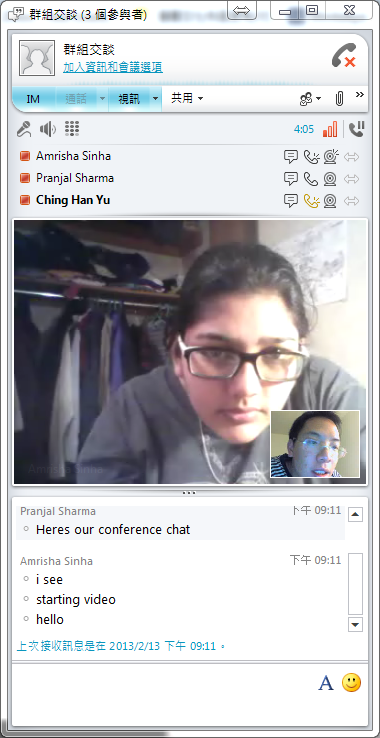 群組交談 (3 個參與者)
群組交談
加入資訊和會議選項
IM 通話 視訊 共用
4:05
Amrisha Sinha
Pranjal Sharma
Ching Han Yu
Amrisha Sinha
Pranjal Sharma 下午 09:11
Heres our conference chat
Amrisha Sinha 下午 09:11
i see
starting video
hello
上次接收訊息是在 2013/2/13 下午 09:11。
A